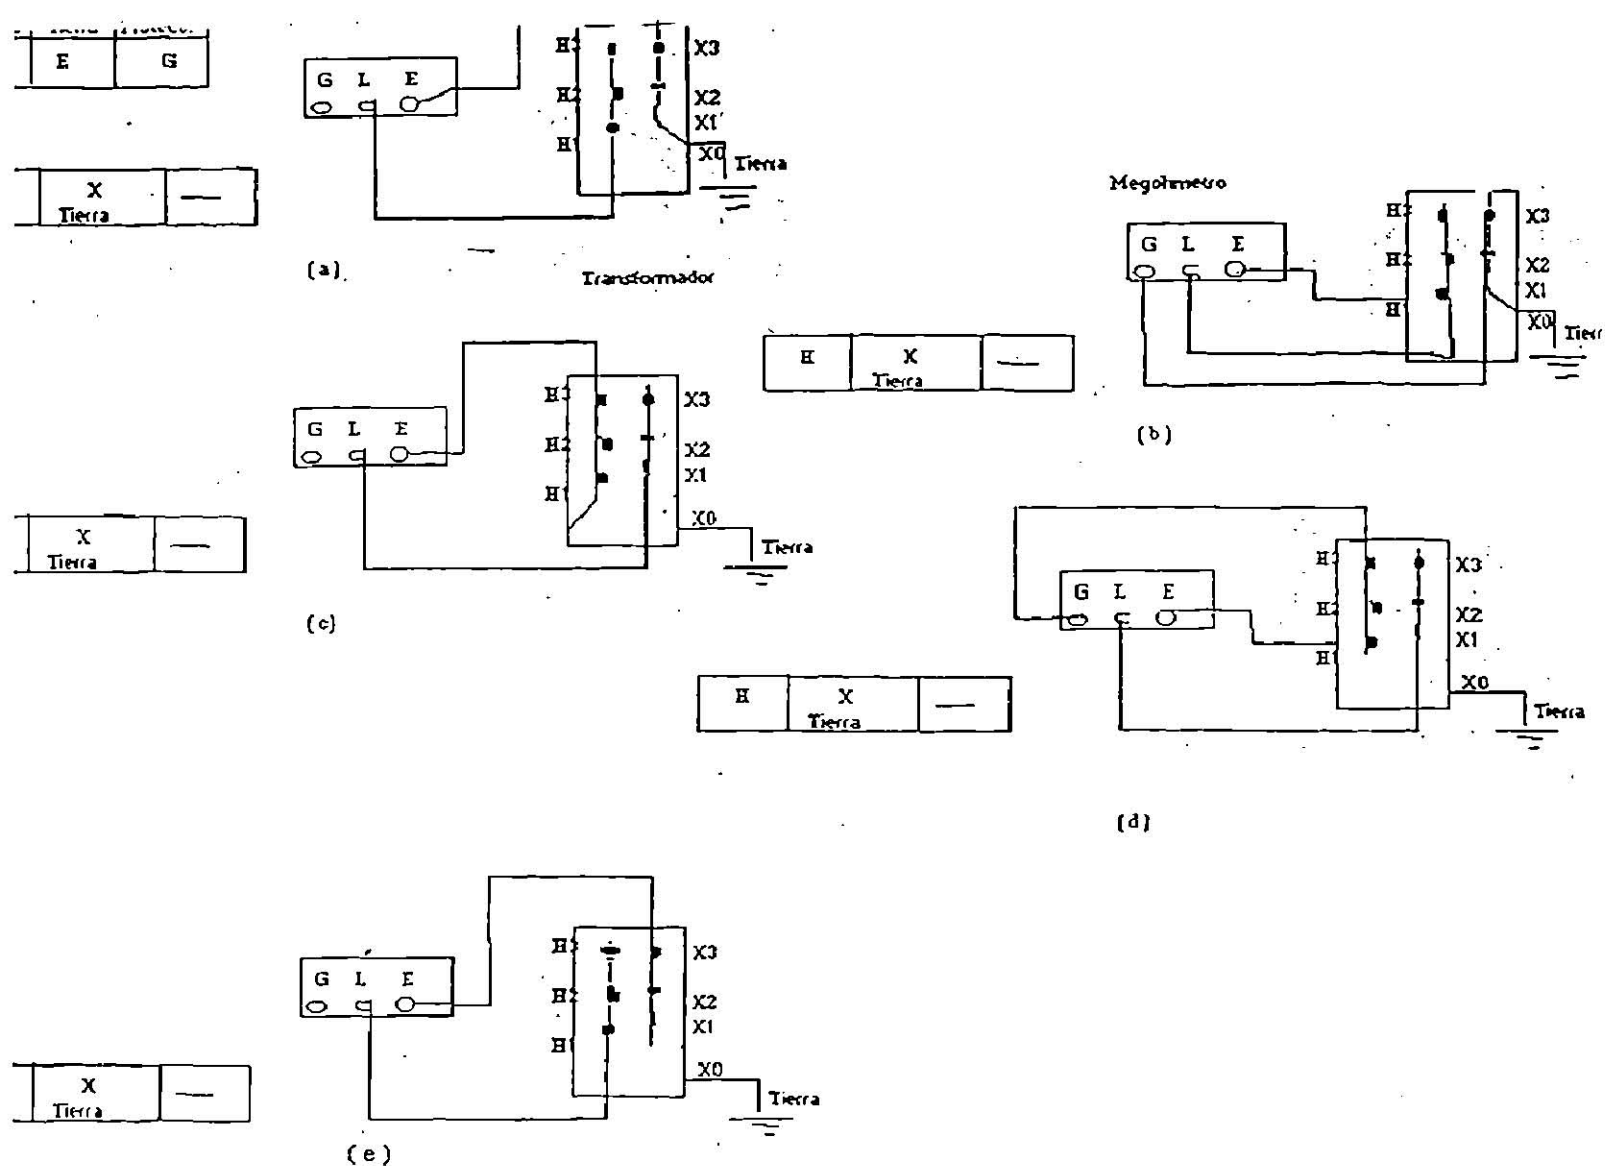 E G
G L E
H3
H2
H1
X3
X2
X1
X0
Tierra
X
Tierra
—
(a)
Transformador
Megohmetro
G L E
H3
H2
H
X3
X2
X1
X0
H X
Tierra
—
(b)
G L E
H3
H2
H1
X3
X2
X1
X0
Tierra
X
Tierra
—
(c)
G L E
H3
H2
H1
X3
X2
X1
X0
Tierra
H X
Tierra
—
(d)
G L E
H3
H2
H1
X3
X2
X1
X0
Tierra
X
Tierra
—
(e)